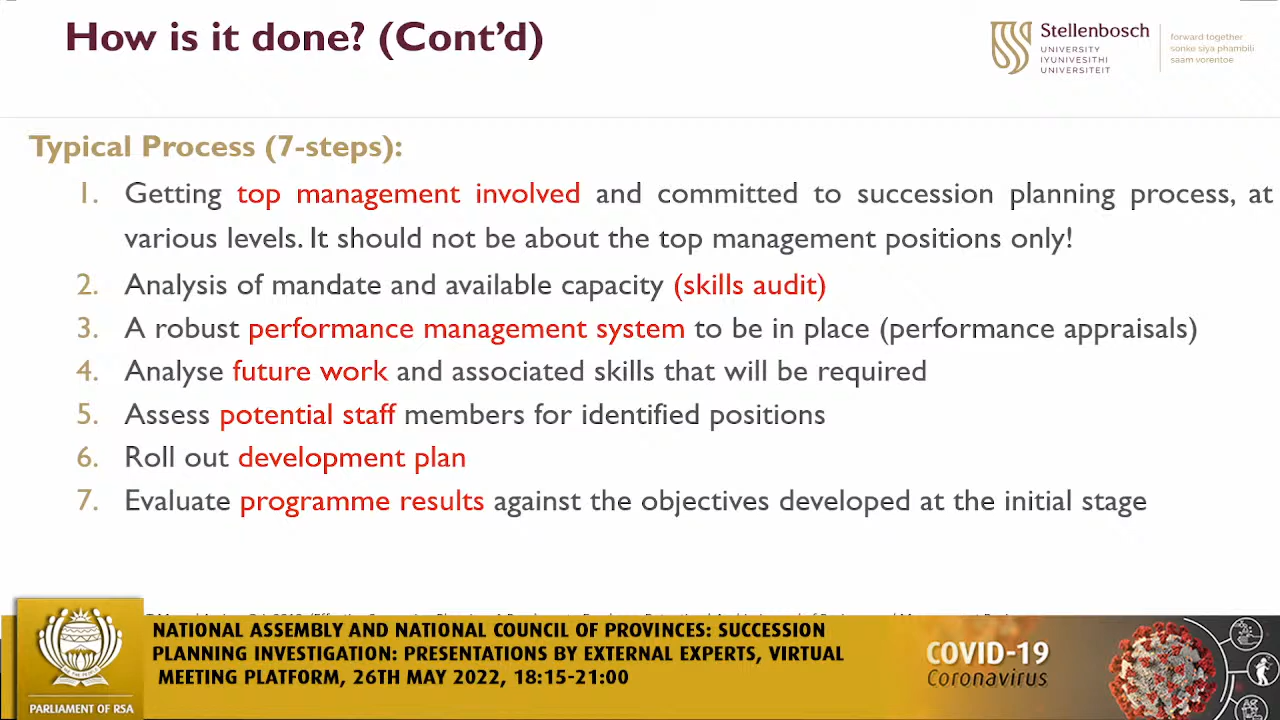 How is it done? (Cont'd)
Stellenbosch
UNIVERSITY
IYUNIVESITHI
UNIVERSITEIT
forward together
sonke siya phambili
saam vorentoe
Typical Process (7-steps):
1. Getting top management involved and committed to succession planning process, at
various levels. It should not be about the top management positions only!
2. Analysis of mandate and available capacity (skills audit)
3. A robust performance management system to be in place (performance appraisals)
4. Analyse future work and associated skills that will be required
5. Assess potential staff members for identified positions
6. Roll out development plan
7. Evaluate programme results against the objectives developed at the initial stage
NATIONAL ASSEMBLY AND NATIONAL COUNCIL OF PROVINCES: SUCCESSION
PLANNING INVESTIGATION: PRESENTATIONS BY EXTERNAL EXPERTS, VIRTUAL
MEETING PLATFORM, 26TH MAY 2022, 18:15-21:00
PARLIAMENT OF RSA
COVID-19
Coronavirus